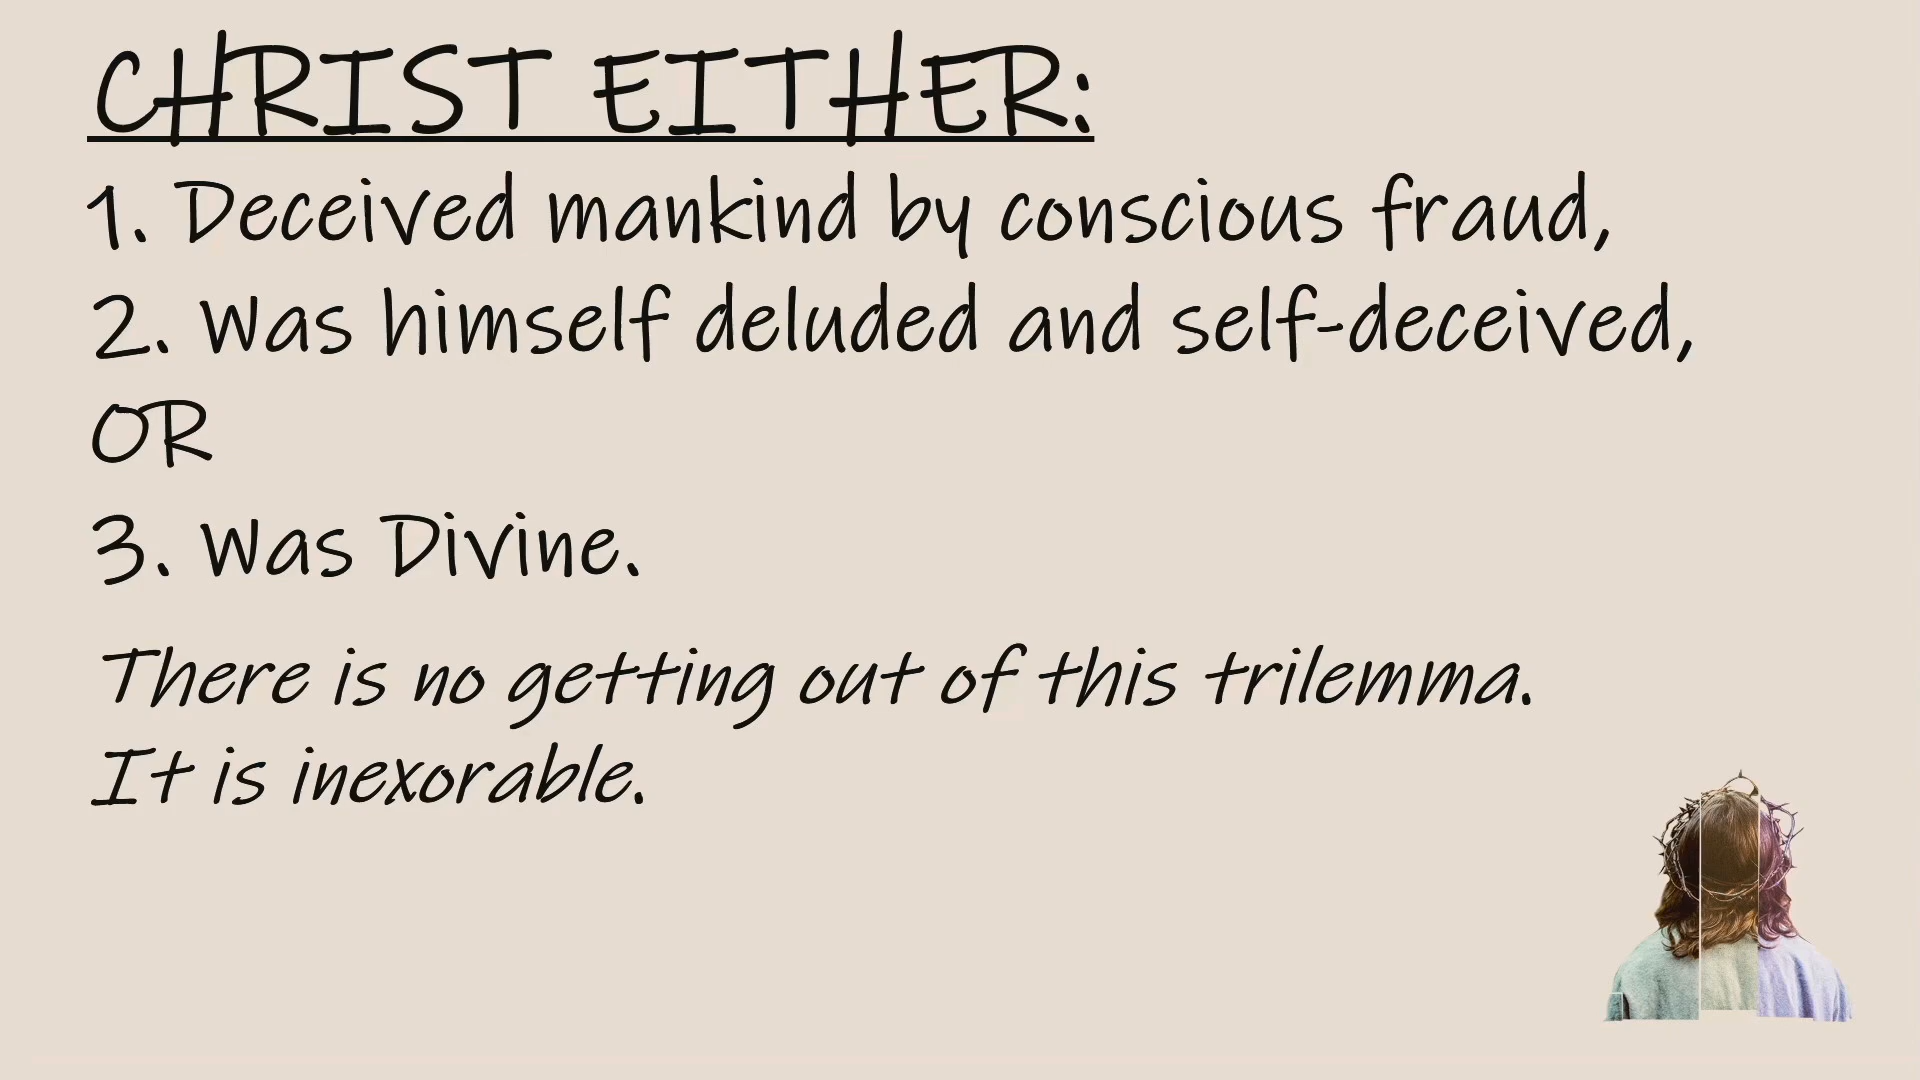 CHRIST EITHER:
1. Deceived mankind by conscious fraud,
2. Was himself deluded and self-deceived,
OR
3. Was Divine.
There is no getting out of this trilemma.
It is inexorable.